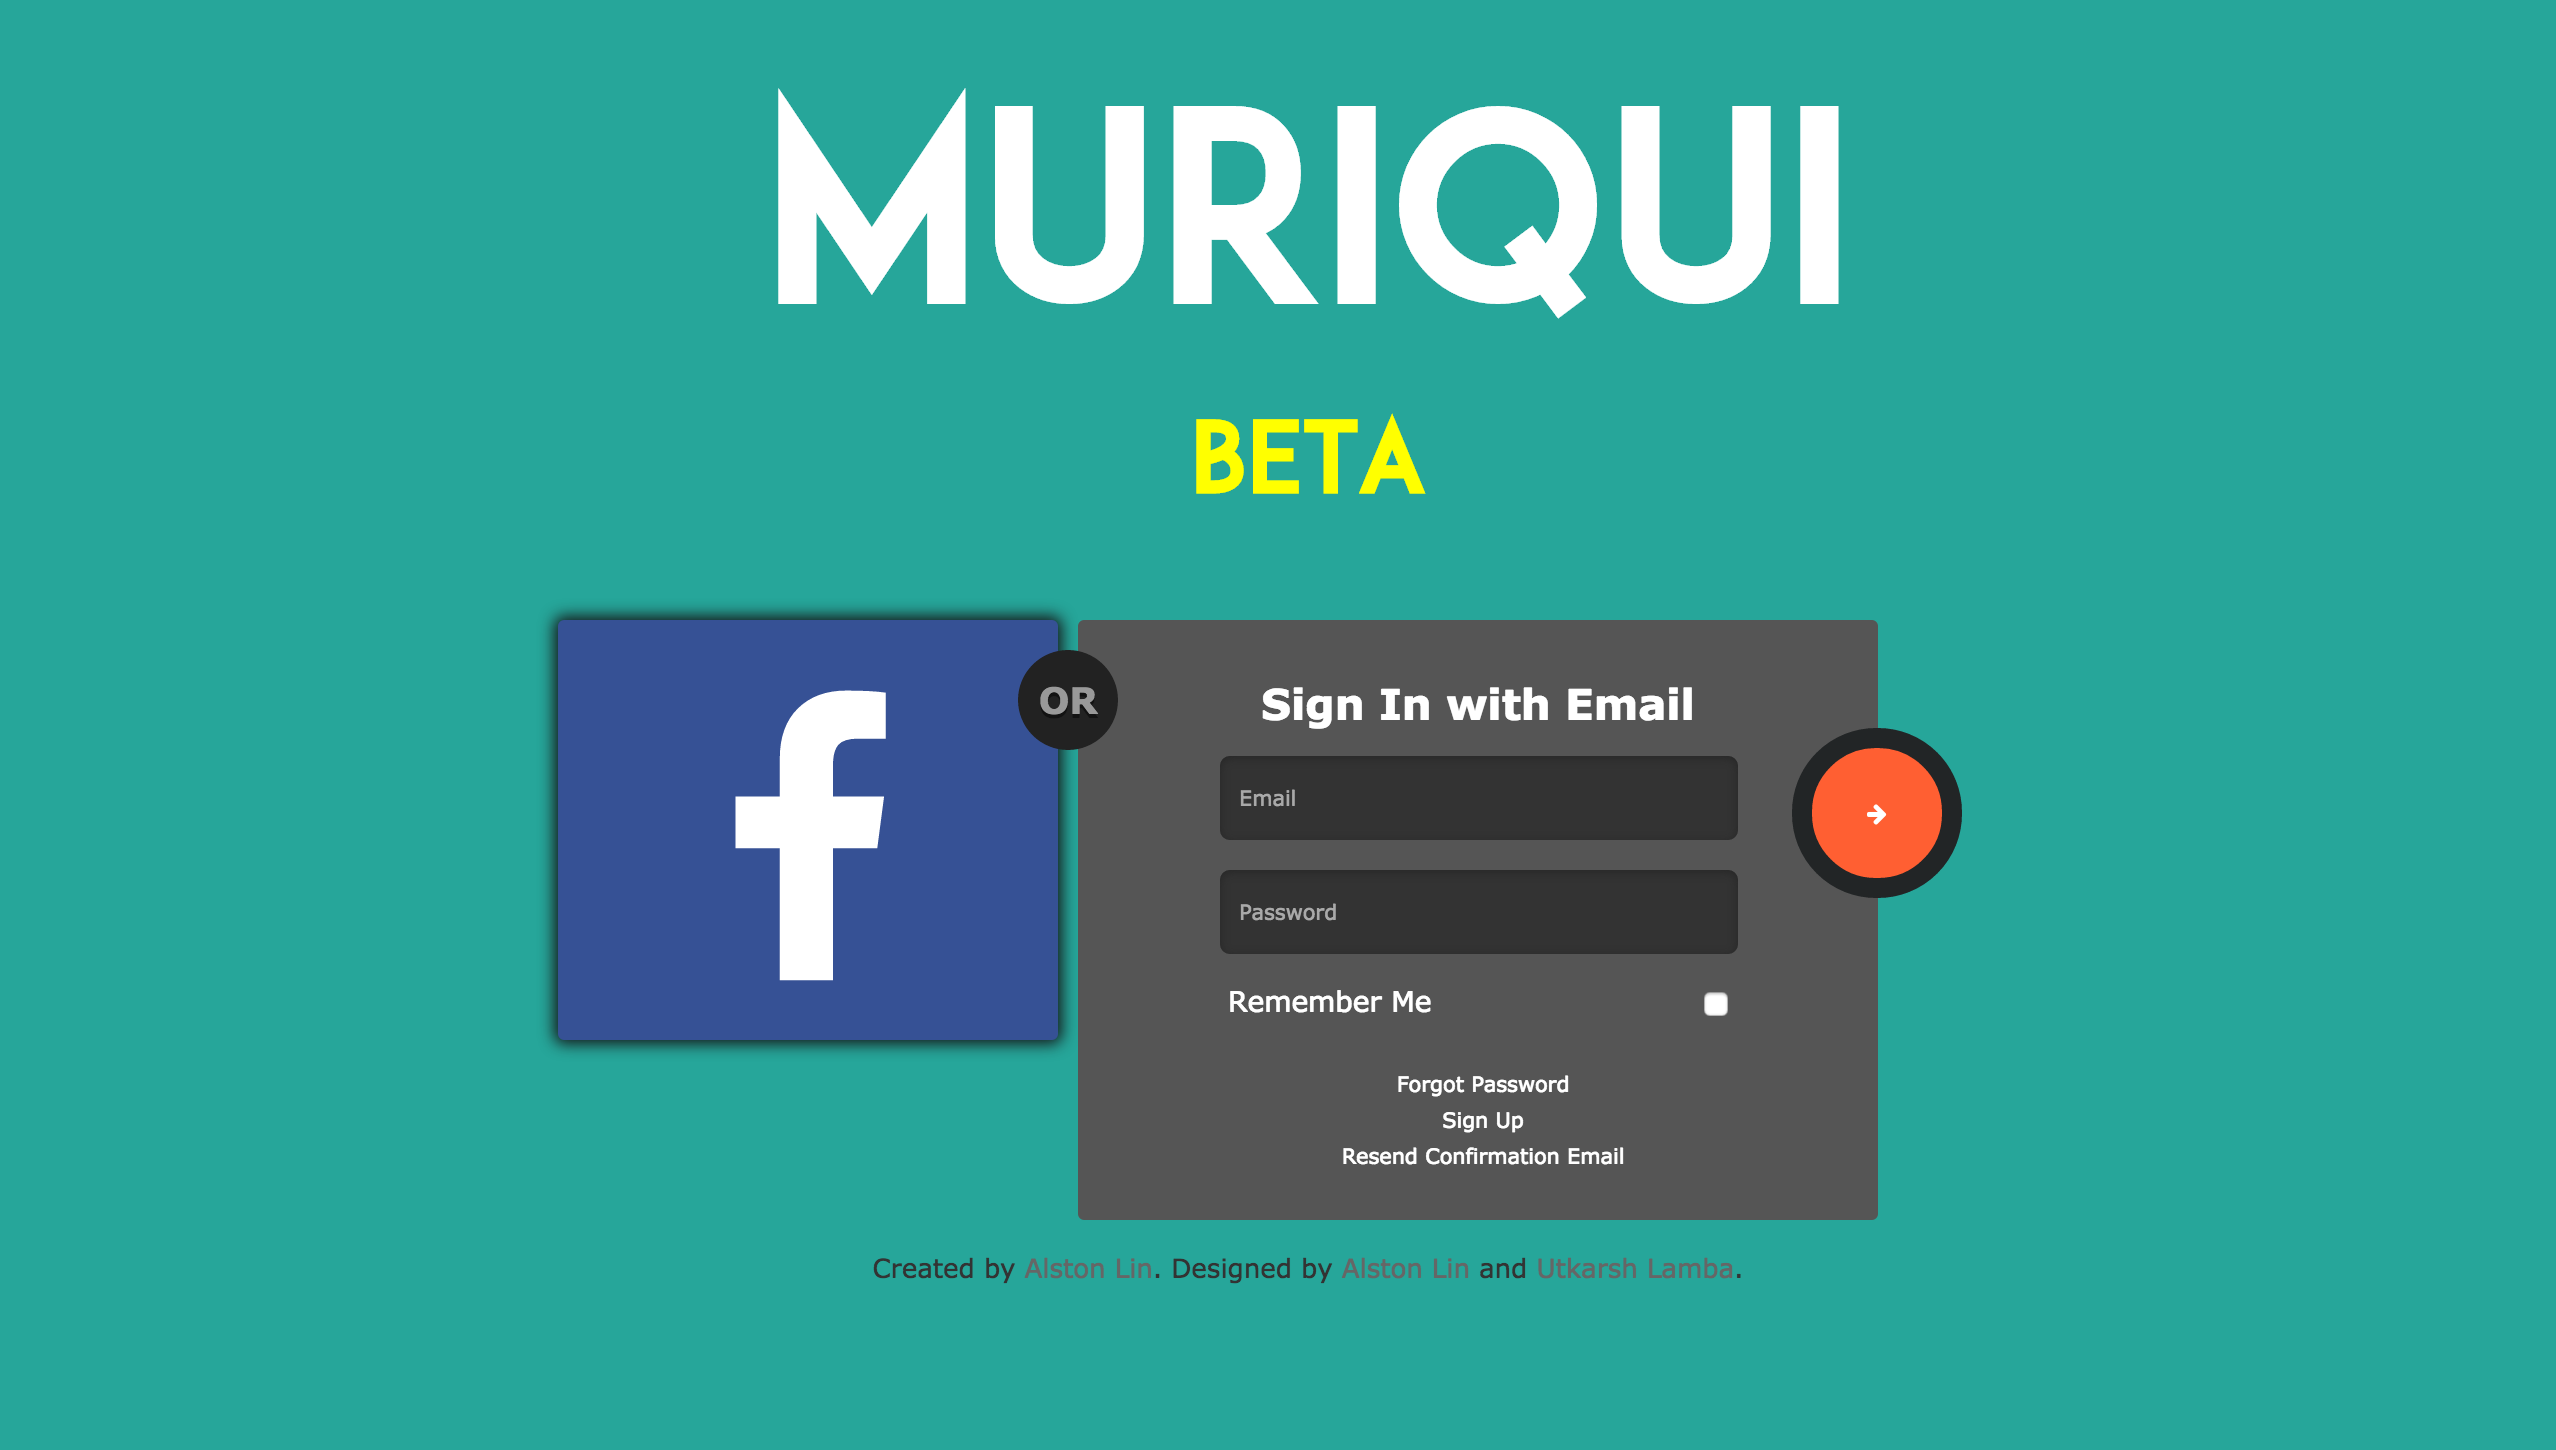 MURIQUI
BETA
OR
Sign In with Email
Email
Password
Remember Me
Forgot Password
Sign Up
Resend Confirmation Email
Created by Alston Lin. Designed by Alston Lin and Utkarsh Lamba.